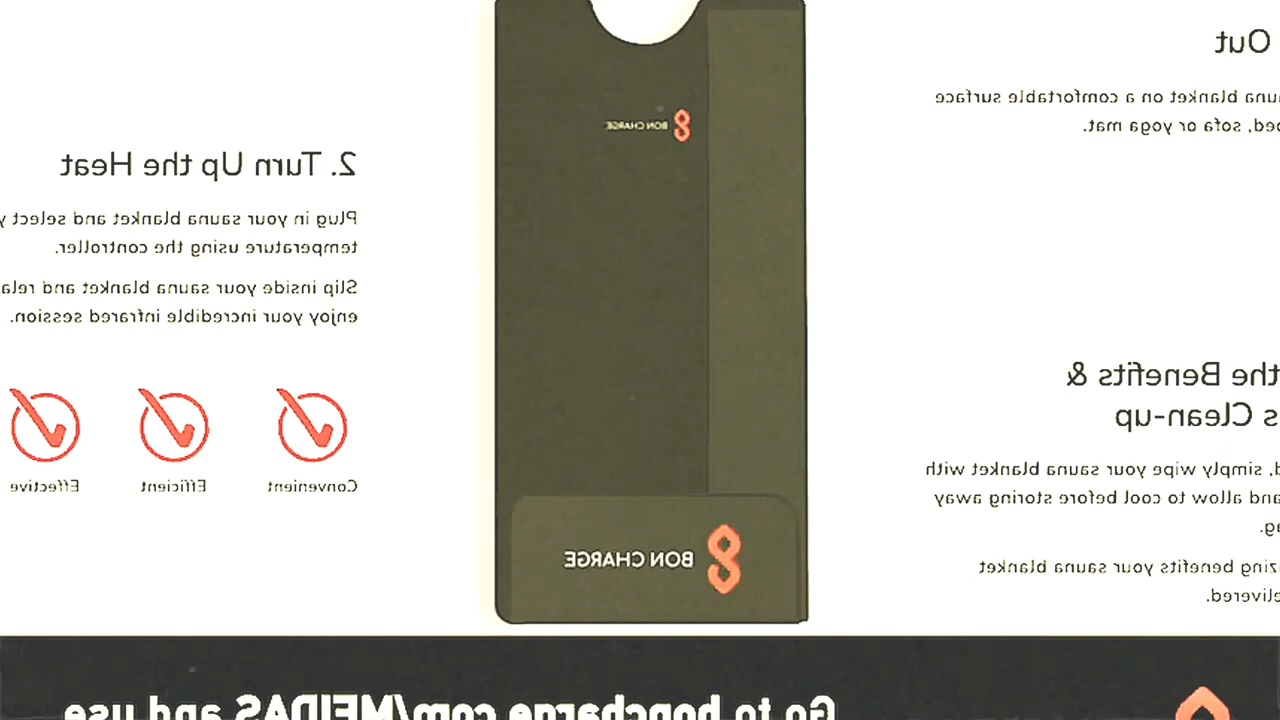 Out
una blanket on a comfortable surface
bed, sofa or yoga mat.
BON CHARGE
2. Turn Up the Heat
Plug in your sauna blanket and select
temperature using the controller.
Slip inside your sauna blanket and rela
enjoy your incredible infrared session.
Convenient
Efficient
Effective
the Benefits &
s Clean-up
d, simply wipe your sauna blanket with
and allow to cool before storing away
ag.
zing benefits your sauna blanket
elivered.
BON CHARGE
Go to boncharge.com/MEIDAS and use